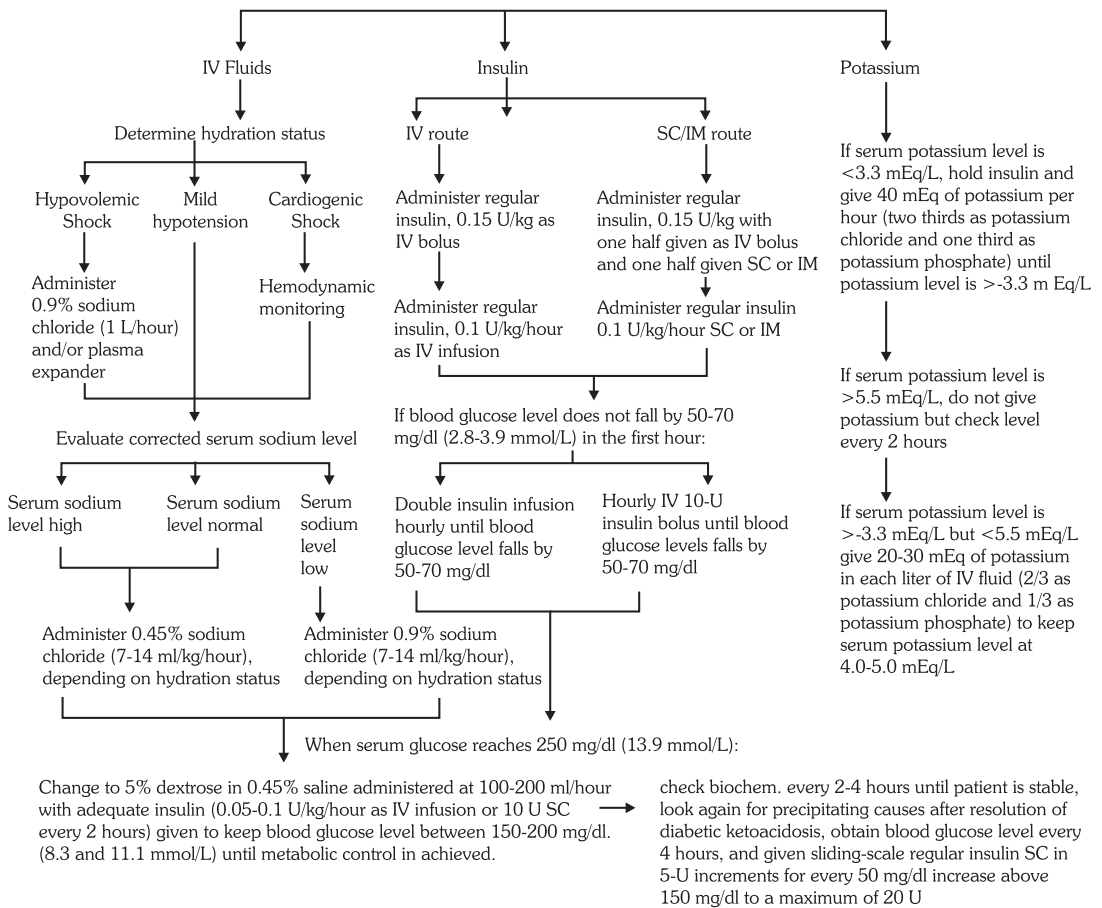 IV Fluids
Insulin
Potassium
Determine hydration status
Hypovolemic
Shock
Mild
hypotension
Cardiogenic
Shock
Administer
0.9% sodium
chloride (1 L/hour)
and/or plasma
expander
Hemodynamic
monitoring
Evaluate corrected serum sodium level
Serum sodium
level high
Serum sodium
level normal
Serum
sodium
level
low
Administer 0.45% sodium
chloride (7-14 ml/kg/hour),
depending on hydration status
Administer 0.9% sodium
chloride (7-14 ml/kg/hour),
depending on hydration status
IV route
SC/IM route
Administer regular
insulin, 0.15 U/kg as
IV bolus
Administer regular
insulin, 0.15 U/kg with
one half given as IV bolus
and one half given SC or IM
Administer regular
insulin, 0.1 U/kg/hour
as IV infusion
Administer regular insulin
0.1 U/kg/hour SC or IM
If blood glucose level does not fall by 50-70
mg/dl (2.8-3.9 mmol/L) in the first hour:
Double insulin infusion
hourly until blood
glucose level falls by
50-70 mg/dl
Hourly IV 10-U
insulin bolus until blood
glucose levels falls by
50-70 mg/dl
If serum potassium level is
<3.3 mEq/L, hold insulin and
give 40 mEq of potassium per
hour (two thirds as potassium
chloride and one third as
potassium phosphate) until
potassium level is >-3.3 m Eq/L
If serum potassium level is
>5.5 mEq/L, do not give
potassium but check level
every 2 hours
If serum potassium level is
>-3.3 mEq/L but <5.5 mEq/L
give 20-30 mEq of potassium
in each liter of IV fluid (2/3 as
potassium chloride and 1/3 as
potassium phosphate) to keep
serum potassium level at
4.0-5.0 mEq/L
When serum glucose reaches 250 mg/dl (13.9 mmol/L):
Change to 5% dextrose in 0.45% saline administered at 100-200 ml/hour
with adequate insulin (0.05-0.1 U/kg/hour as IV infusion or 10 U SC
every 2 hours) given to keep blood glucose level between 150-200 mg/dl.
(8.3 and 11.1 mmol/L) until metabolic control in achieved.
check biochem. every 2-4 hours until patient is stable,
look again for precipitating causes after resolution of
diabetic ketoacidosis, obtain blood glucose level every
4 hours, and given sliding-scale regular insulin SC in
5-U increments for every 50 mg/dl increase above
150 mg/dl to a maximum of 20 U